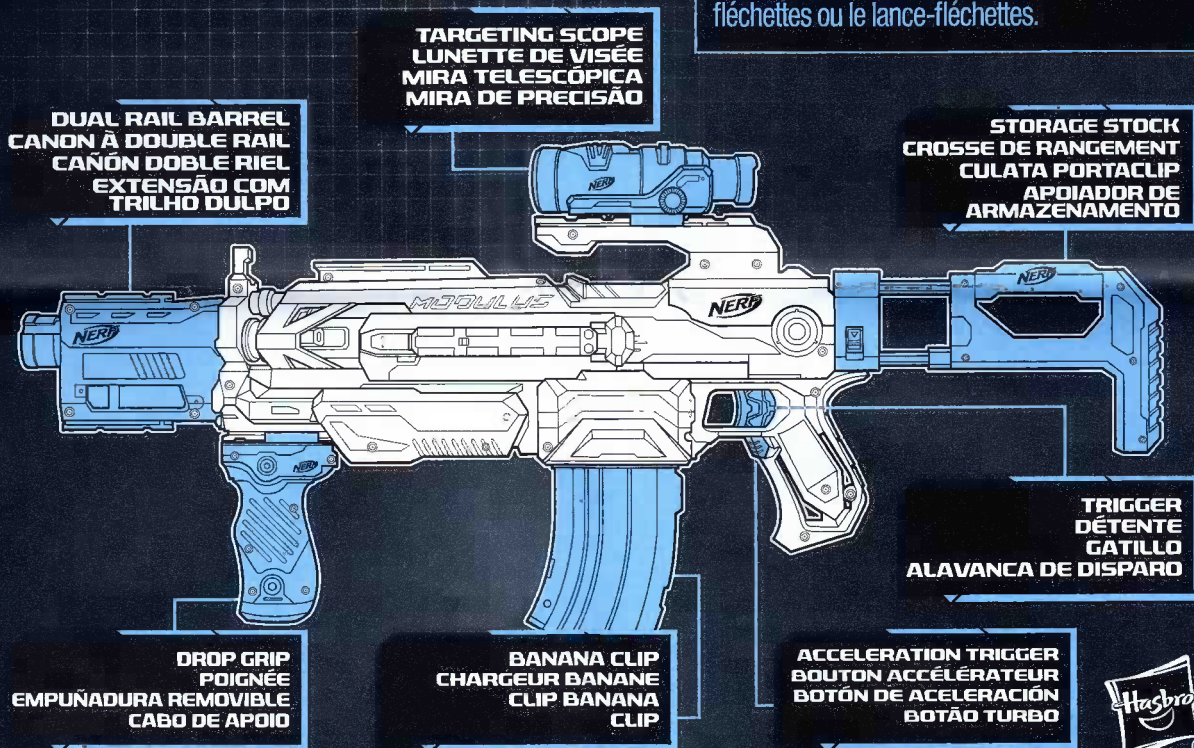 fléchettes ou le lance-fléchettes.
TARGETING SCOPE
LUNETTE DE VISÉE
MIRA TELESCÓPICA
MIRA DE PRECISÃO
DUAL RAIL BARREL
CANON À DOUBLE RAIL
CAÑÓN DOBLE RIEL
EXTENSÃO COM
TRILHO DULPO
STORAGE STOCK
CROSSE DE RANGEMENT
CULATA PORTACLIP
APOIADOR DE
ARMAZENAMENTO
NERF
NERF
MODULUS
NERF
NERF
NERF
TRIGGER
DÉTENTE
GATILLO
ALAVANCA DE DISPARO
DROP GRIP
POIGNÉE
EMPUÑADURA REMOVIBLE
CABO DE APOIO
BANANA CLIP
CHARGEUR BANANE
CLIP BANANA
CLIP
ACCELERATION TRIGGER
BOUTON ACCÉLÉRATEUR
BOTÓN DE ACELERACIÓN
BOTÃO TURBO
Hasbro